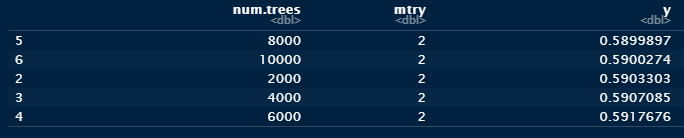 num.trees mtry y
<dbl> <dbl> <dbl>
5 8000 2 0.5899897
6 10000 2 0.5900274
2 2000 2 0.5903303
3 4000 2 0.5907085
4 6000 2 0.5917676